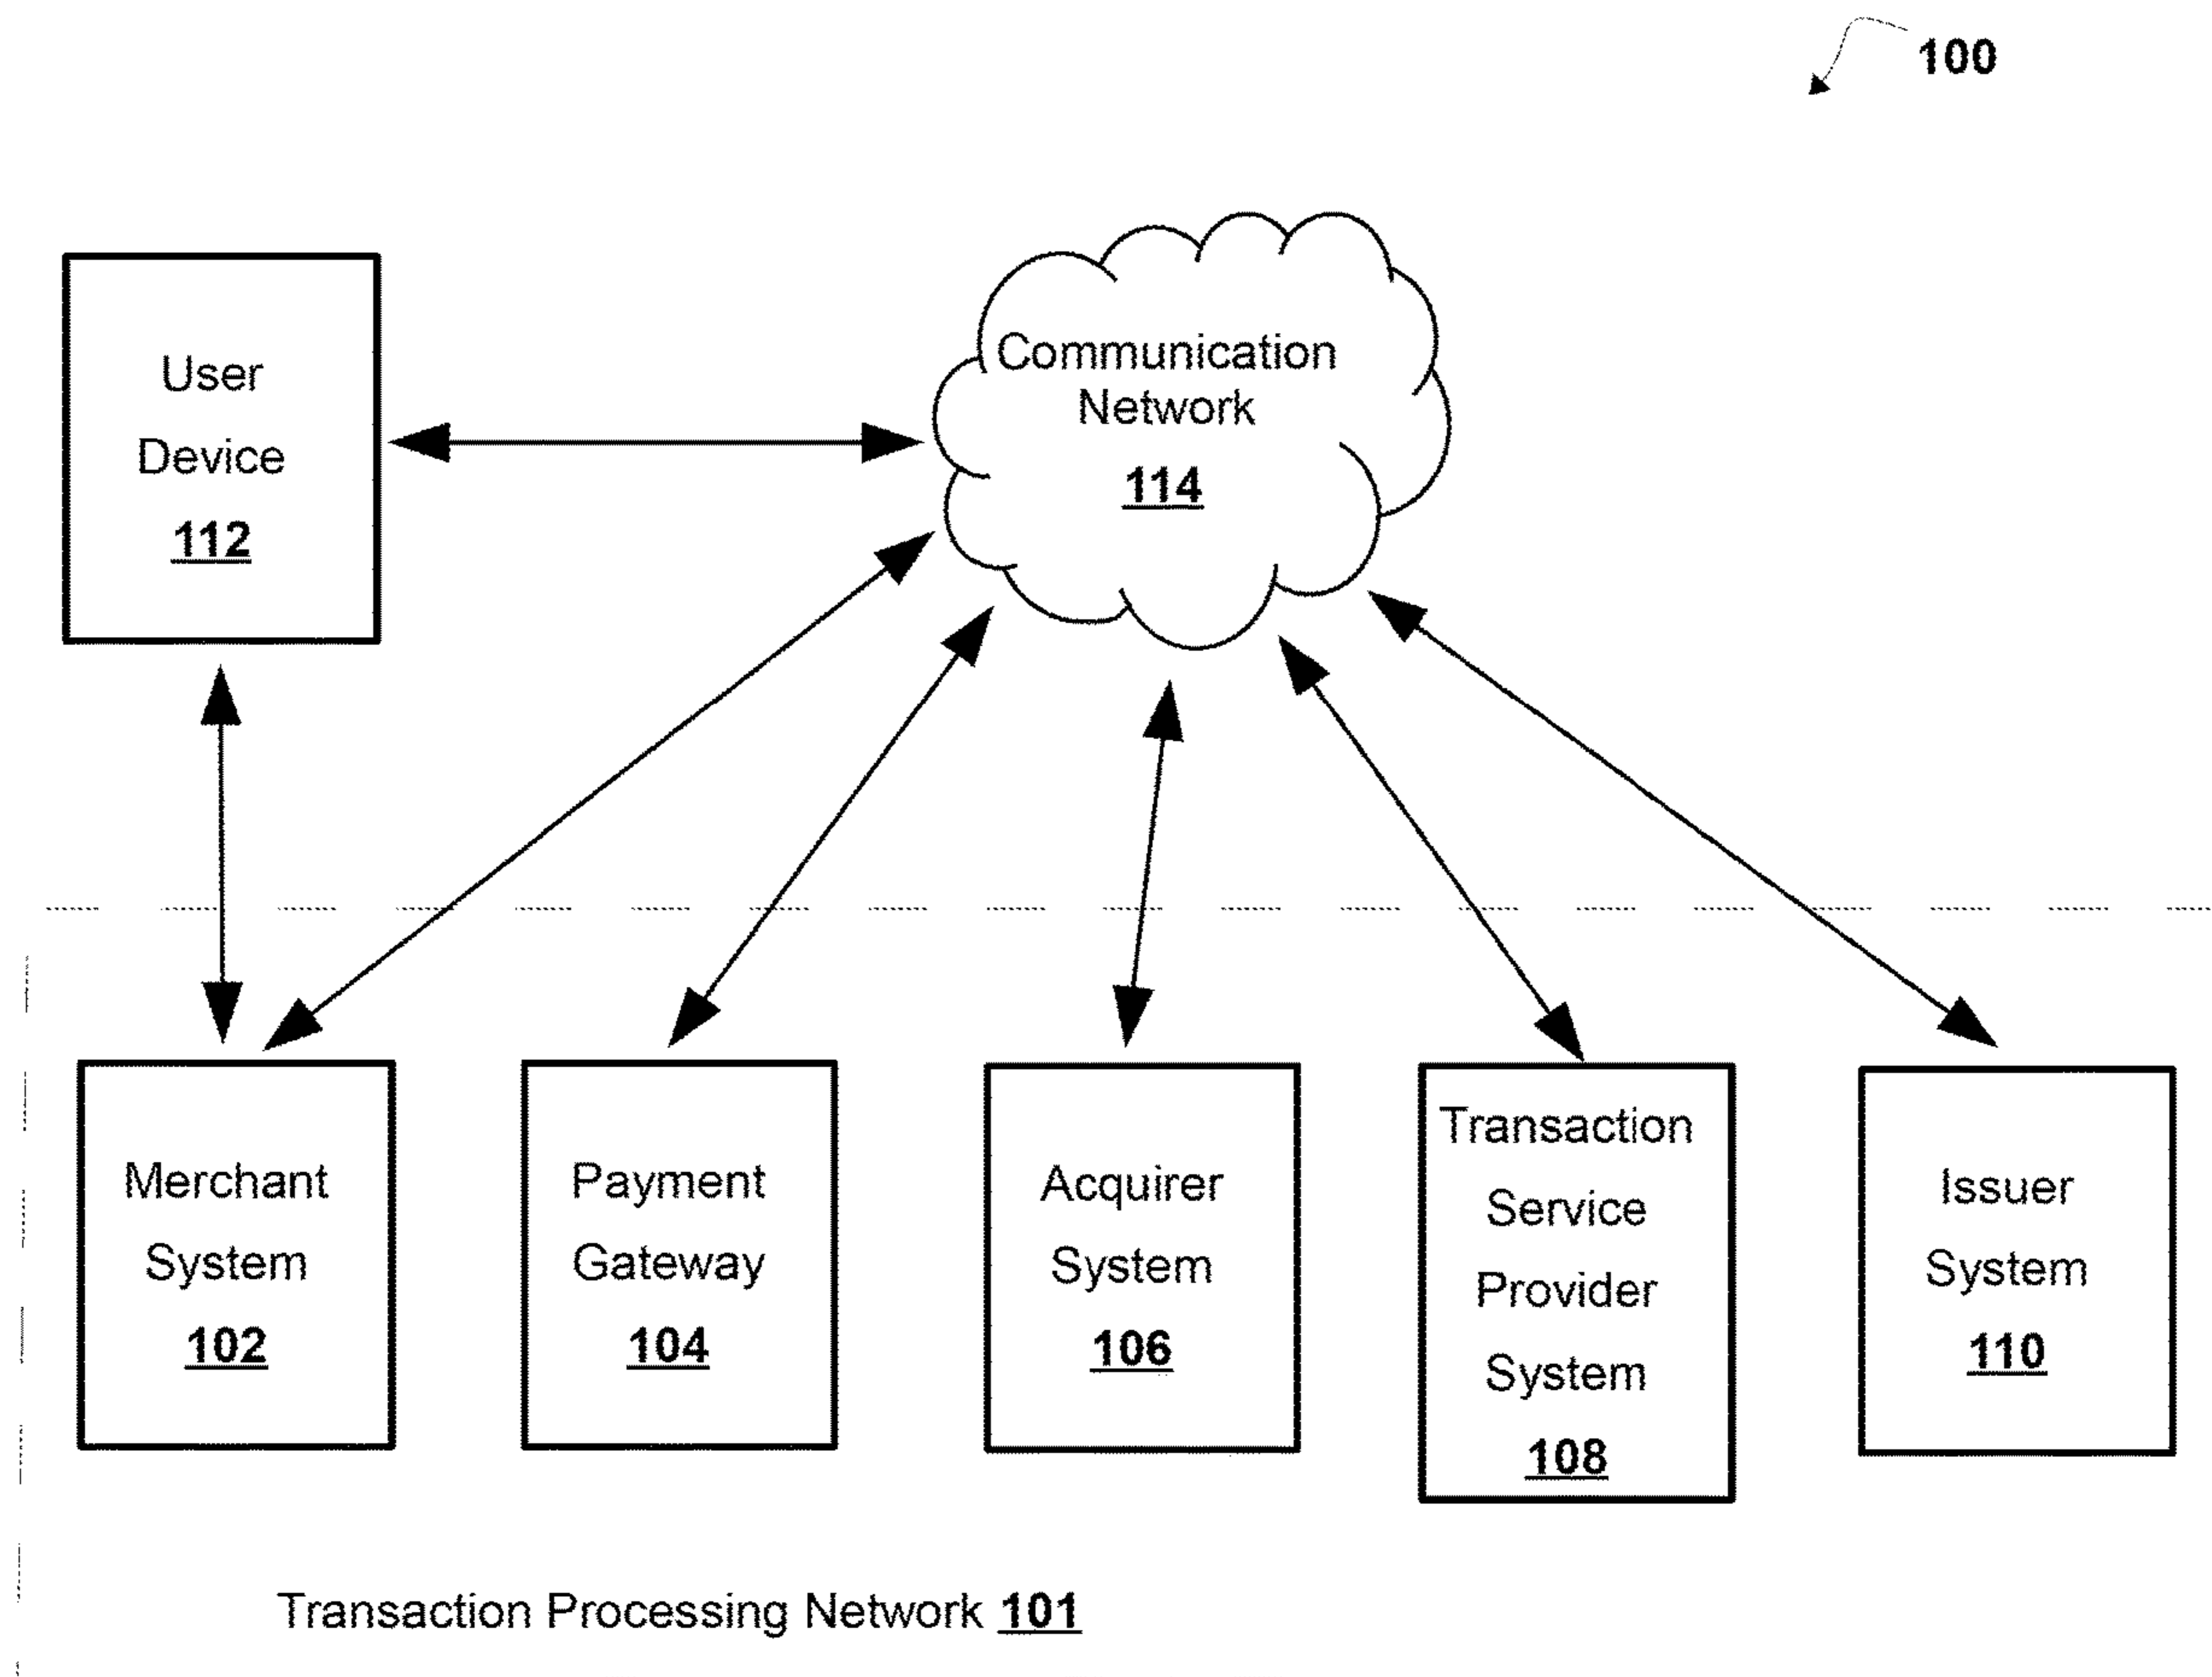 100
User
Device
112
Communication
Network
114
Merchant
System
102
Payment
Gateway
104
Acquirer
System
106
Transaction
Service
Provider
System
108
Issuer
System
110
Transaction Processing Network 101